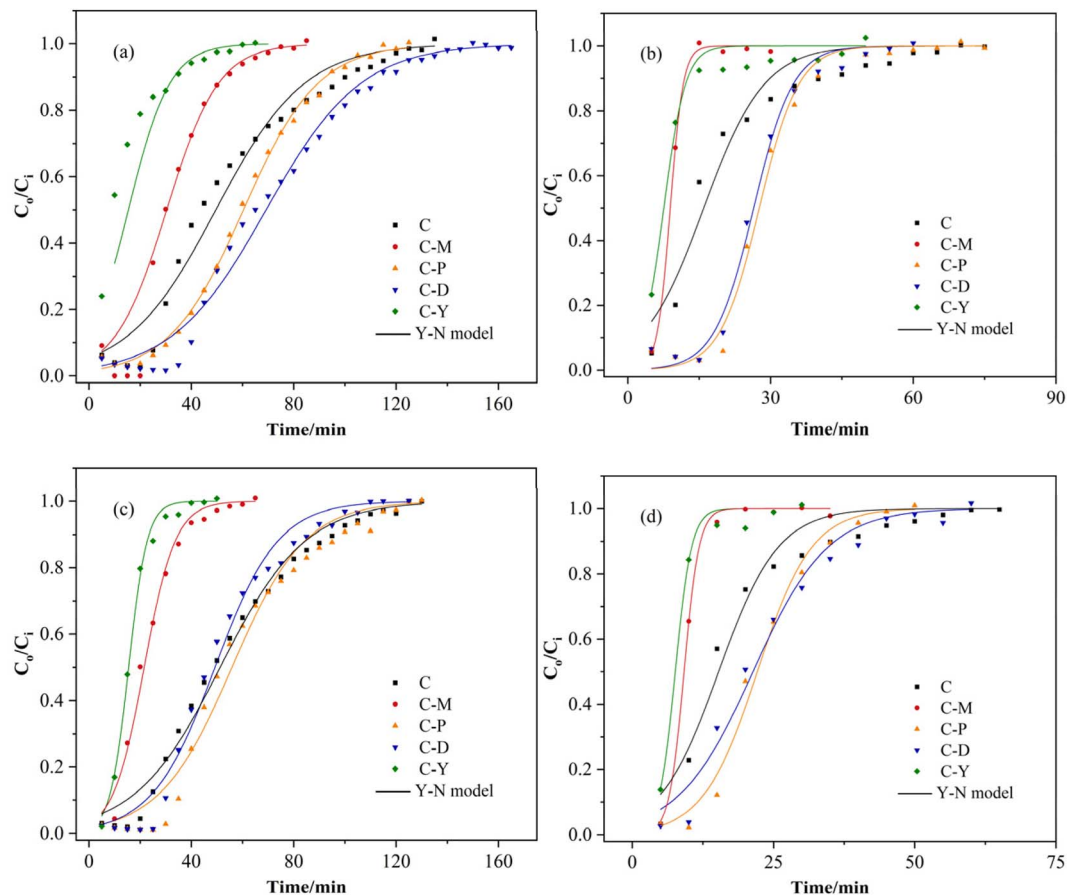 (a)
C
C-M
C-P
C-D
C-Y
Y-N model
1.0
0.8
0.6
0.4
0.2
0.0
Co/Ci
0 40 80 120 160
Time/min
(b)
C
C-M
C-P
C-D
C-Y
Y-N model
1.0
0.8
0.6
0.4
0.2
0.0
Co/Ci
0 30 60 90
Time/min
(c)
C
C-M
C-P
C-D
C-Y
Y-N model
1.0
0.8
0.6
0.4
0.2
0.0
Co/Ci
0 40 80 120 160
Time/min
(d)
C
C-M
C-P
C-D
C-Y
Y-N model
1.0
0.8
0.6
0.4
0.2
0.0
Co/Ci
0 25 50 75
Time/min